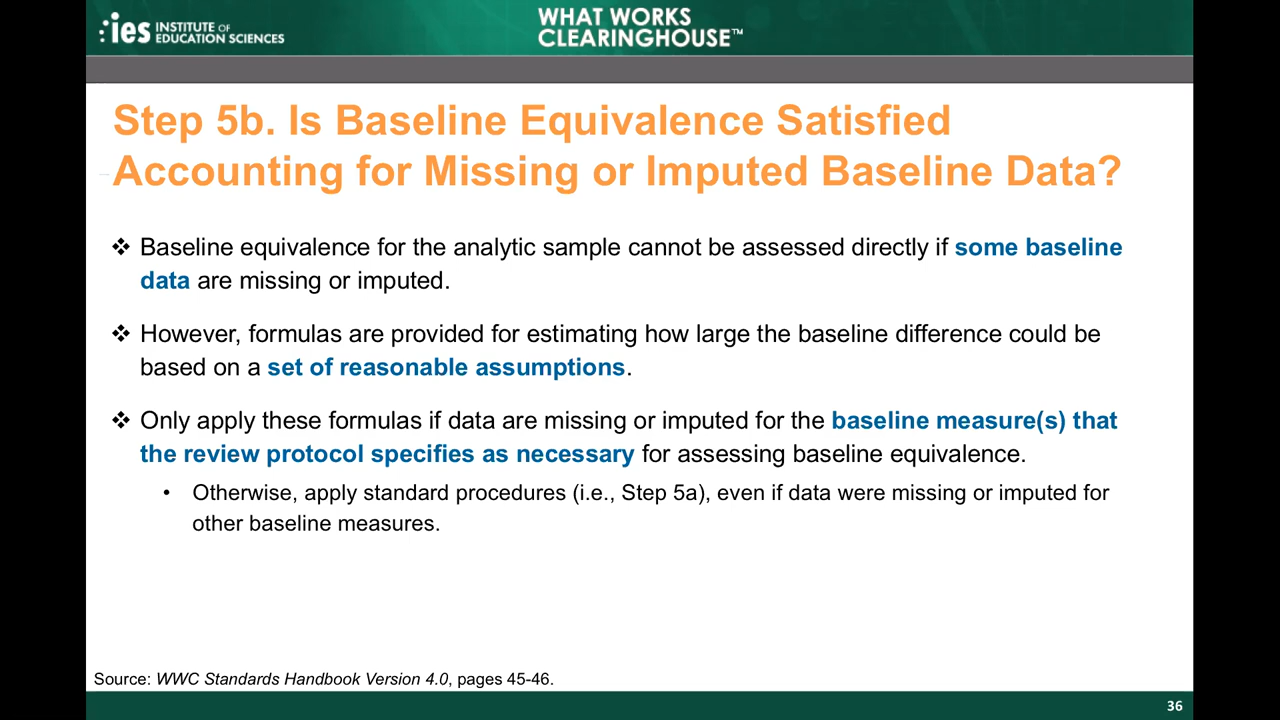 ies INSTITUTE OF
EDUCATION SCIENCES
WHAT WORKS
CLEARINGHOUSE™
Step 5b. Is Baseline Equivalence Satisfied
Accounting for Missing or Imputed Baseline Data?
❖ Baseline equivalence for the analytic sample cannot be assessed directly if some baseline
data are missing or imputed.
❖ However, formulas are provided for estimating how large the baseline difference could be
based on a set of reasonable assumptions.
❖ Only apply these formulas if data are missing or imputed for the baseline measure(s) that
the review protocol specifies as necessary for assessing baseline equivalence.
• Otherwise, apply standard procedures (i.e., Step 5a), even if data were missing or imputed for
other baseline measures.
Source: WWC Standards Handbook Version 4.0, pages 45-46.
36